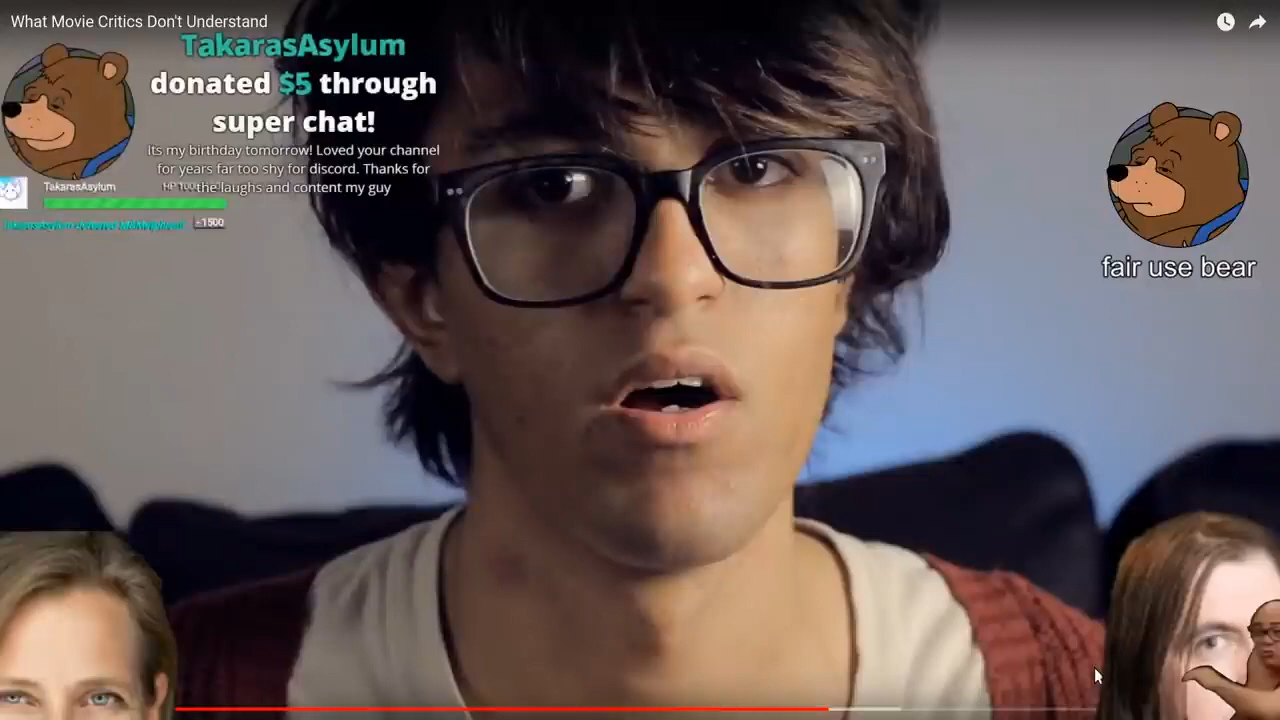 What Movie Critics Don't Understand
TakarasAsylum
donated $5 through
super chat!
Its my birthday tomorrow! Loved your channel
for years far too shy for discord. Thanks for
the laughs and content my guy
TakarasAsylum
-1500
fair use bear